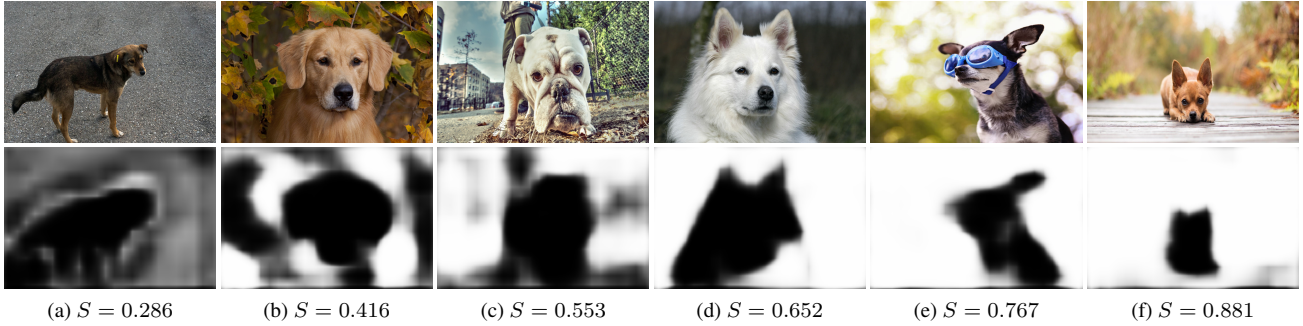 (a) S = 0.286
(b) S = 0.416
(c) S = 0.553
(d) S = 0.652
(e) S = 0.767
(f) S = 0.881